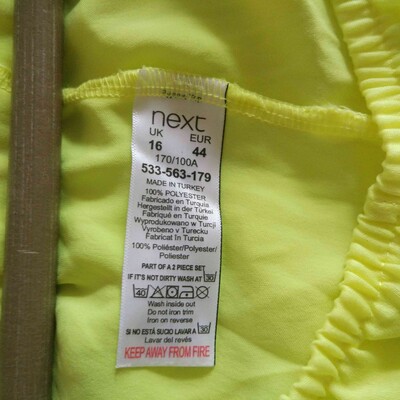 next
UK EUR
16 44
170/100A
533-563-179
MADE IN TURKEY
100% POLYESTER
Fabricado en Turquía
Hergestellt in der Türkei
Fabriqué en Turquie
Wyprodukowano w Turcji
Vyrobeno v Turecku
Fabricat în Turcia
100% Poliéster/Polyester/
Poliester
PART OF A 2 PIECE SET
IF IT'S NOT DIRTY WASH AT 30
40
Wash inside out
Do not iron trim
Iron on reverse
SI NO ESTÁ SUCIO LAVAR A 30
Lavar del revés
KEEP AWAY FROM FIRE